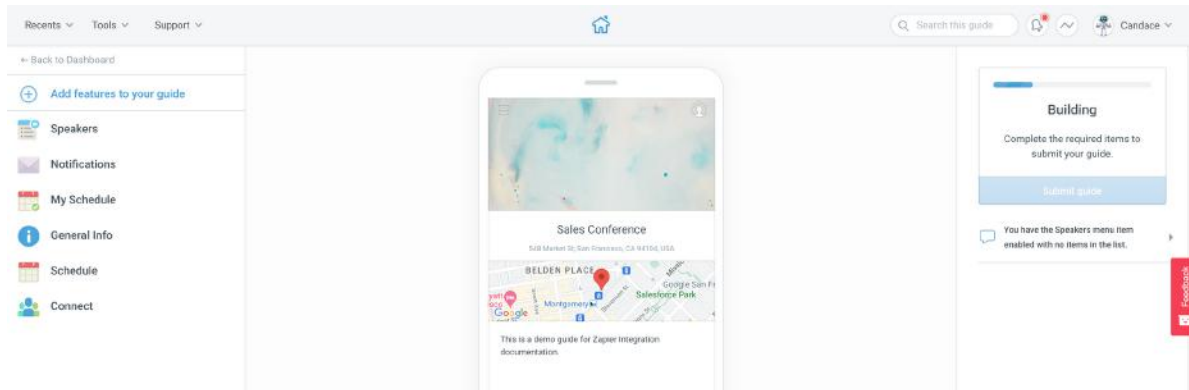 Recents Tools Support Search this guide Candace
← Back to Dashboard
Add features to your guide
Speakers
Notifications
My Schedule
General Info
Schedule
Connect
Sales Conference
548 Market St, San Francisco, CA 94104, USA
BELDEN PLACE
Google San Fr
Salesforce Park
Montgomery
Google
This is a demo guide for Zapier Integration
documentation.
Building
Complete the required items to
submit your guide.
Submit guide
You have the Speakers menu item
enabled with no items in the list.
Feedback